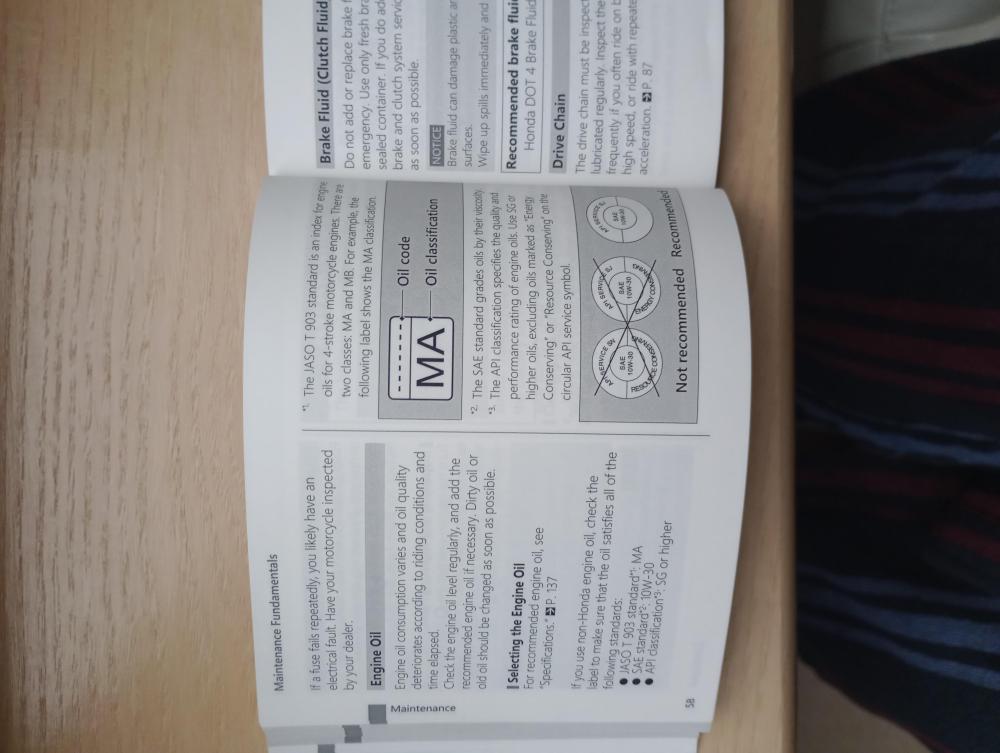 Maintenance Fundamentals
If a fuse fails repeatedly, you likely have an
electrical fault. Have your motorcycle inspected
by your dealer.
Engine Oil
Engine oil consumption varies and oil quality
deteriorates according to riding conditions and
time elapsed.
Check the engine oil level regularly, and add the
recommended engine oil if necessary. Dirty oil or
old oil should be changed as soon as possible.
Selecting the Engine Oil
For recommended engine oil, see
"Specifications." P. 137
If you use non-Honda engine oil, check the
label to make sure that the oil satisfies all of the
following standards:
● JASO T 903 standard*1: MA
● SAE standard*2: 10W-30
● API classification*3: SG or higher
Maintenance
58
*1. The JASO T 903 standard is an index for engine
oils for 4-stroke motorcycle engines. There are
two classes: MA and MB. For example, the
following label shows the MA classification.
Oil code
MA
Oil classification
*2. The SAE standard grades oils by their viscosity.
*3. The API classification specifies the quality and
performance rating of engine oils. Use SG or
higher oils, excluding oils marked as "Energy
Conserving" or "Resource Conserving" on the
circular API service symbol.
API SERVICE SN
SAE
10W-30
RESOURCE CONSERVING
API SERVICE SJ
SAE
10W-30
ENERGY CONSERVING
API SERVICE SJ
SAE
10W-30
Not recommended
Recommended
Brake Fluid (Clutch Fluid
Do not add or replace brake f
emergency. Use only fresh bra
sealed container. If you do ad
brake and clutch system servic
as soon as possible.
NOTICE
Brake fluid can damage plastic ar
surfaces.
Wipe up spills immediately and
Recommended brake fluid
Honda DOT 4 Brake Fluid
Drive Chain
The drive chain must be inspect
lubricated regularly. Inspect the
frequently if you often ride on b
high speed, or ride with repeate
acceleration. P. 87